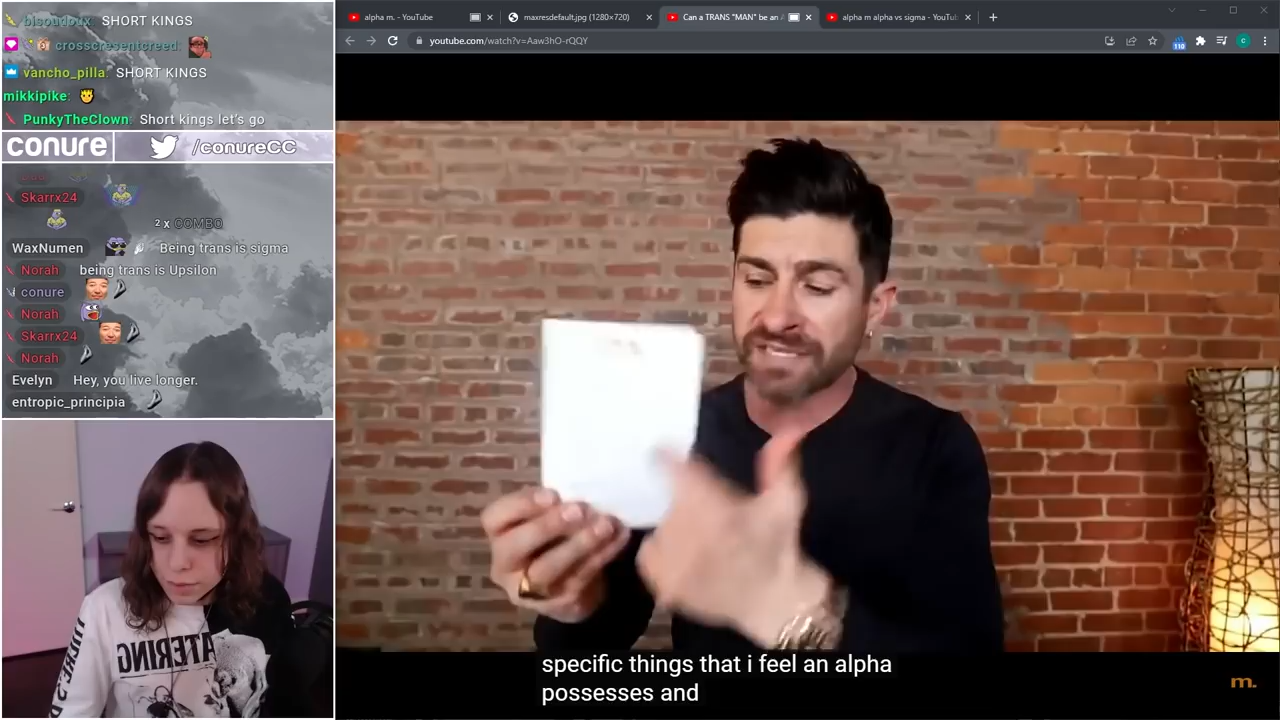 bisoudoux: SHORT KINGS
crosscresentcreed:
vancho_pilla: SHORT KINGS
mikkipike:
PunkyTheClown: Short kings let's go
conure
/conureCC
Skarrx24
2 x COMBO
WaxNumen Being trans is sigma
Norah being trans is Upsilon
conure
Norah
Skarrx24
Norah
Evelyn Hey, you live longer.
entropic_principia
alpha m. - YouTube
maxresdefault.jpg (1280×720)
Can a TRANS "MAN" be an A
alpha m alpha vs sigma - YouTub
youtube.com/watch?v=Aaw3hO-rQQY
110
c
specific things that i feel an alpha
possesses and
m.